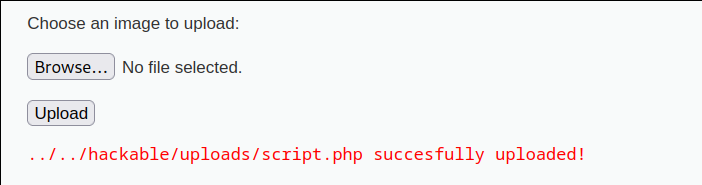 Choose an image to upload:
Browse... No file selected.
Upload
../../hackable/uploads/script.php succesfully uploaded!